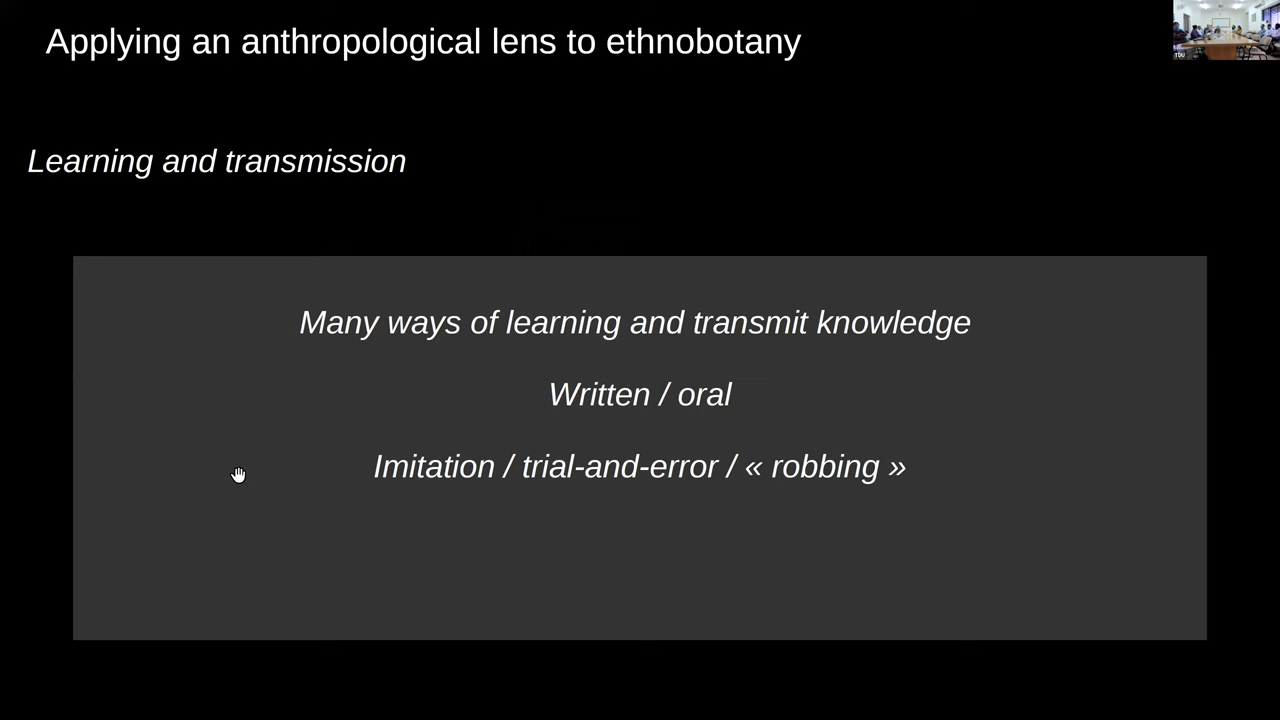 Applying an anthropological lens to ethnobotany
TDU
Learning and transmission
Many ways of learning and transmit knowledge
Written / oral
Imitation / trial-and-error / « robbing »